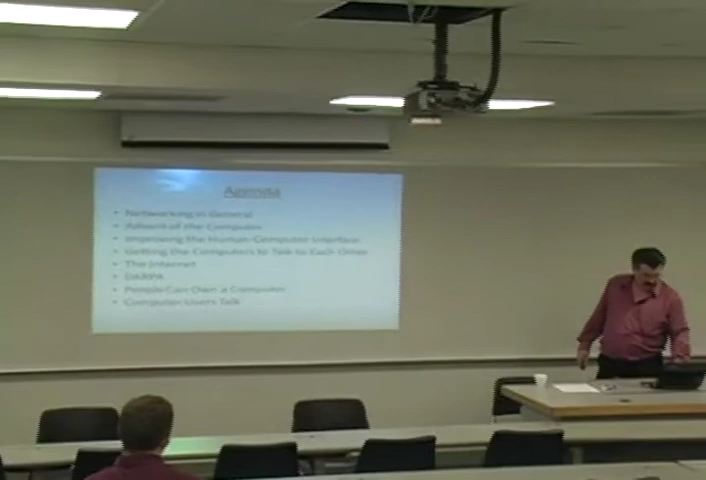 Agenda
• Networking in General
• Advent of the Computer
• Improving the Human-Computer Interface
• Getting the Computers to Talk to Each Other
• The Internet
• DARPA
• People Can Own a Computer
• Computer Users Talk